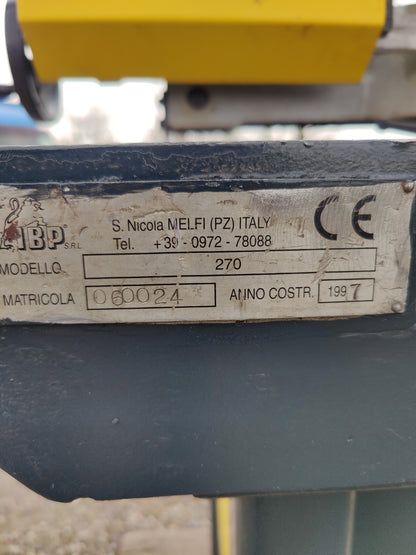 IBP S.R.L
S. Nicola MELFI (PZ) ITALY
Tel. +39 - 0972 - 78088
CE
MODELLO 270
MATRICOLA 060024 ANNO COSTR. 1997